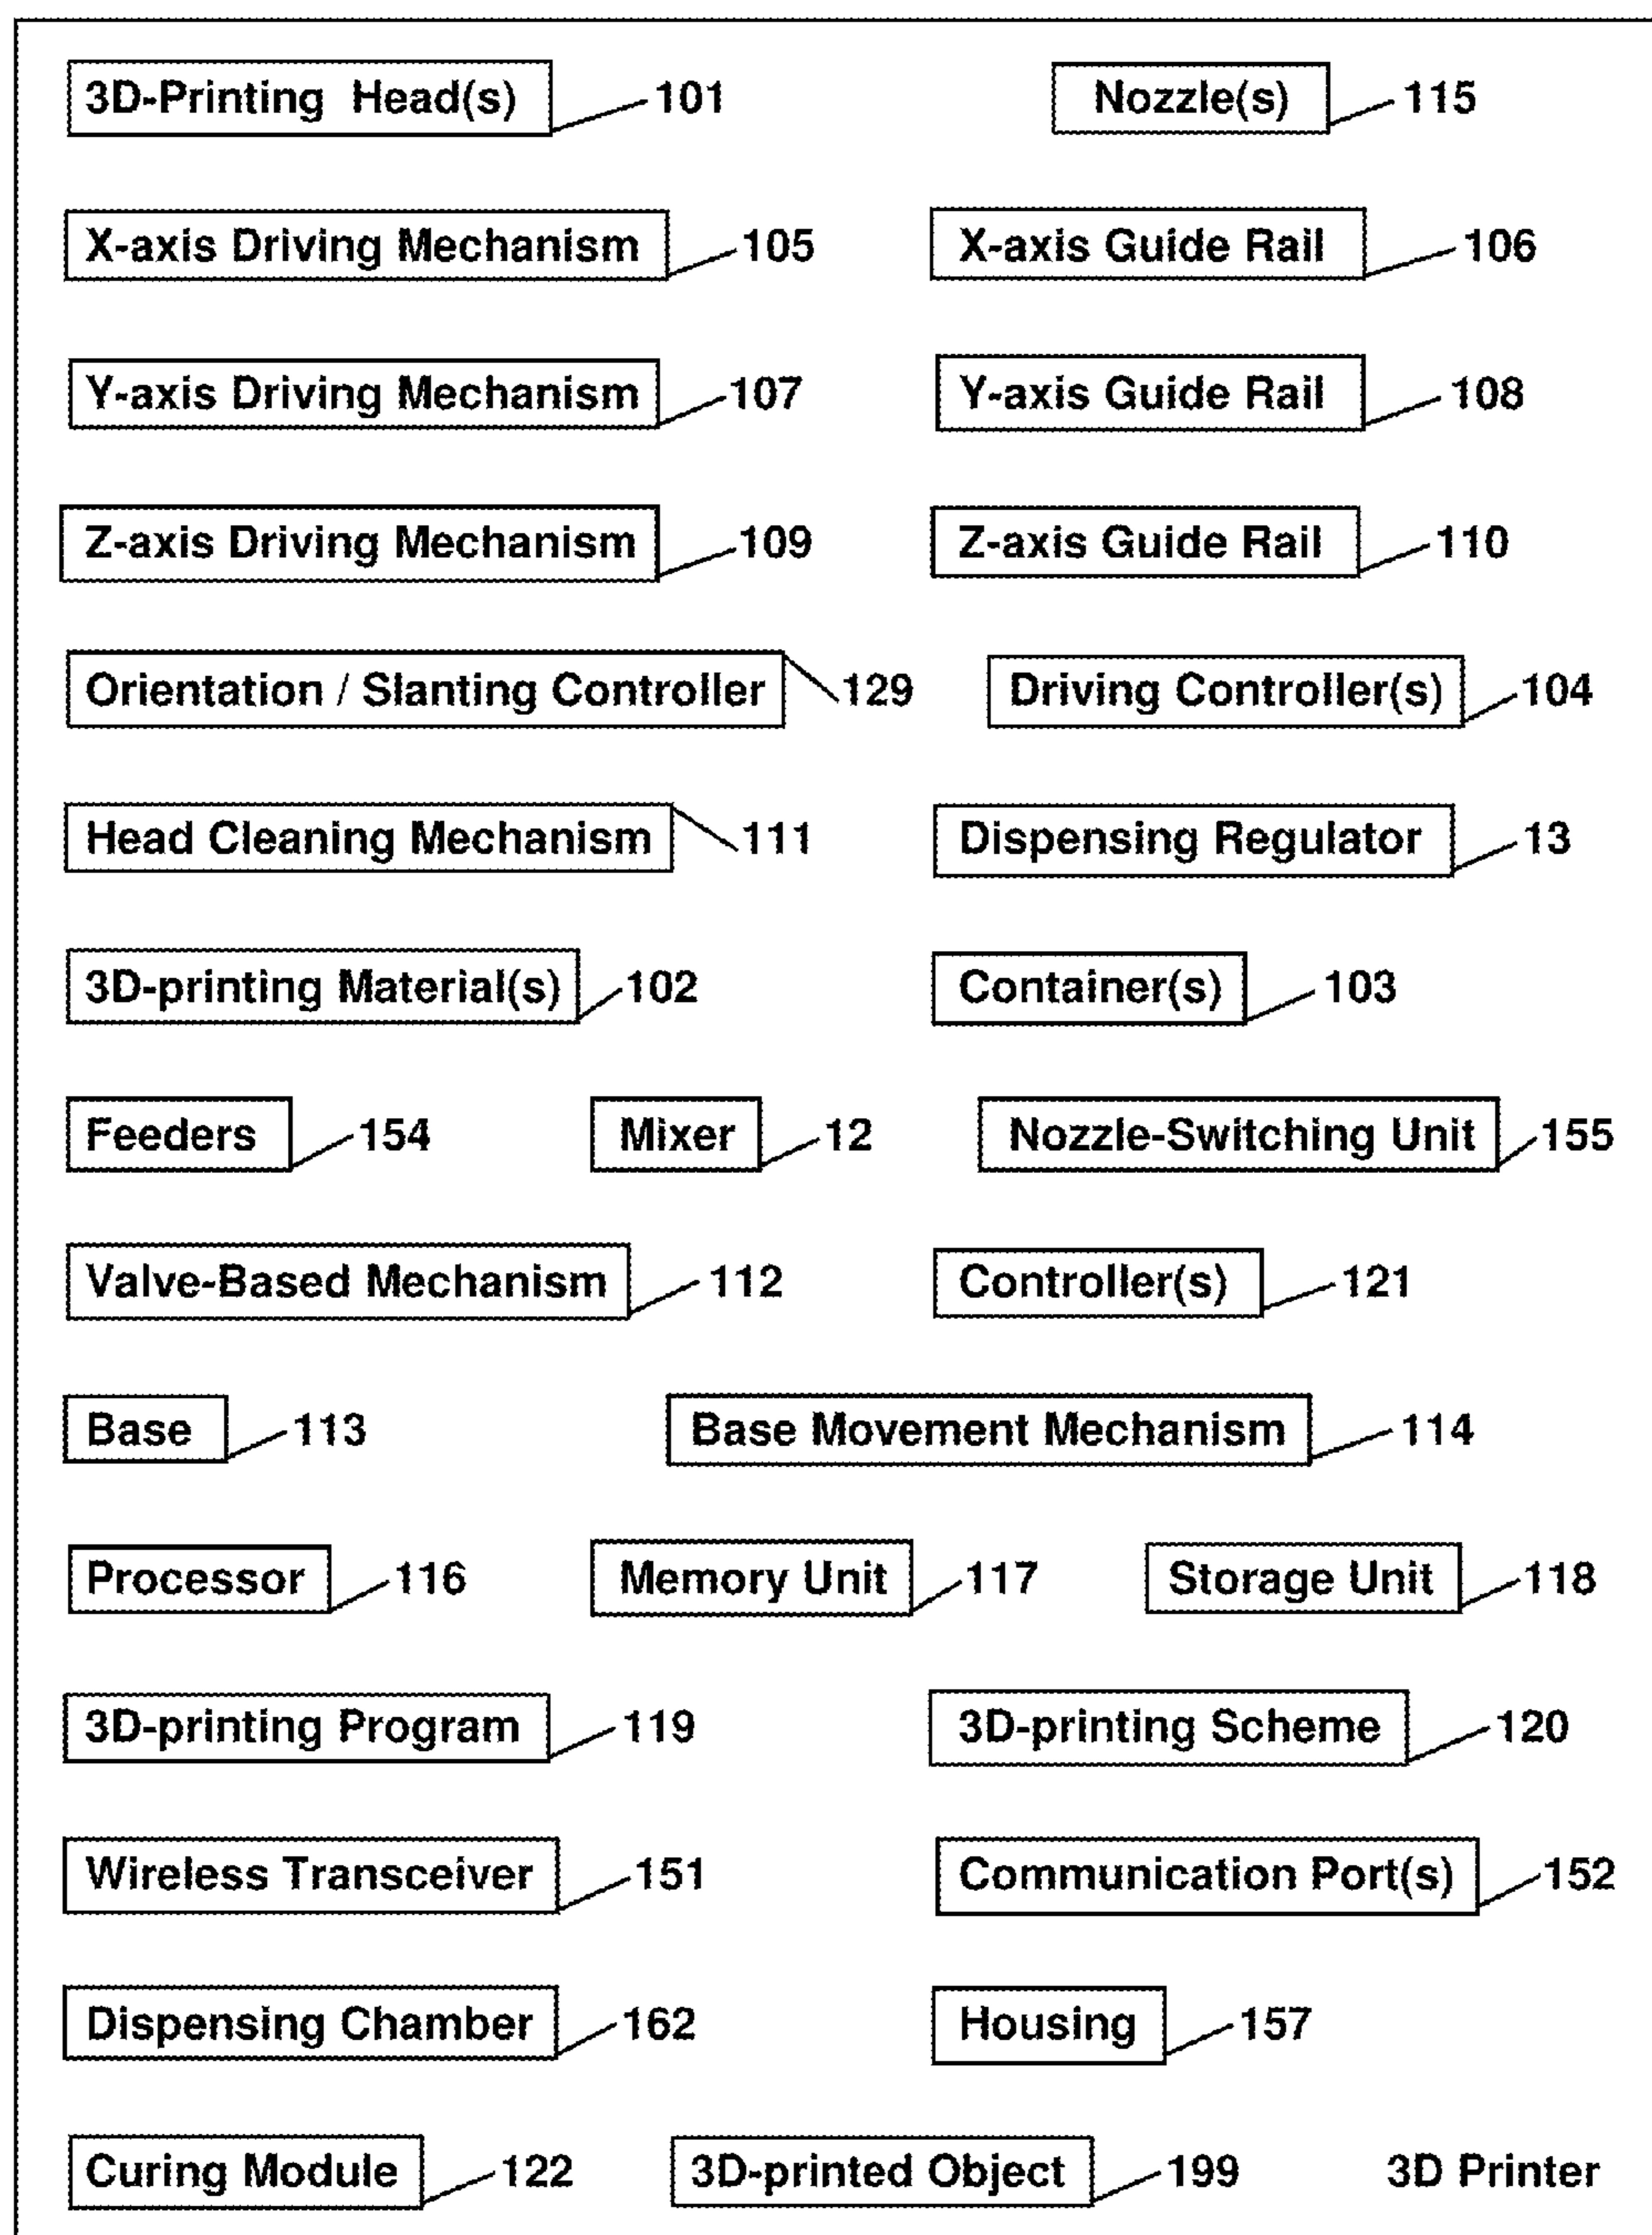 3D-Printing Head(s) 101 Nozzle(s) 115
X-axis Driving Mechanism 105 X-axis Guide Rail 106
Y-axis Driving Mechanism 107 Y-axis Guide Rail 108
Z-axis Driving Mechanism 109 Z-axis Guide Rail 110
Orientation / Slanting Controller 129 Driving Controller(s) 104
Head Cleaning Mechanism 111 Dispensing Regulator 13
3D-printing Material(s) 102 Container(s) 103
Feeders 154 Mixer 12 Nozzle-Switching Unit 155
Valve-Based Mechanism 112 Controller(s) 121
Base 113 Base Movement Mechanism 114
Processor 116 Memory Unit 117 Storage Unit 118
3D-printing Program 119 3D-printing Scheme 120
Wireless Transceiver 151 Communication Port(s) 152
Dispensing Chamber 162 Housing 157
Curing Module 122 3D-printed Object 199 3D Printer